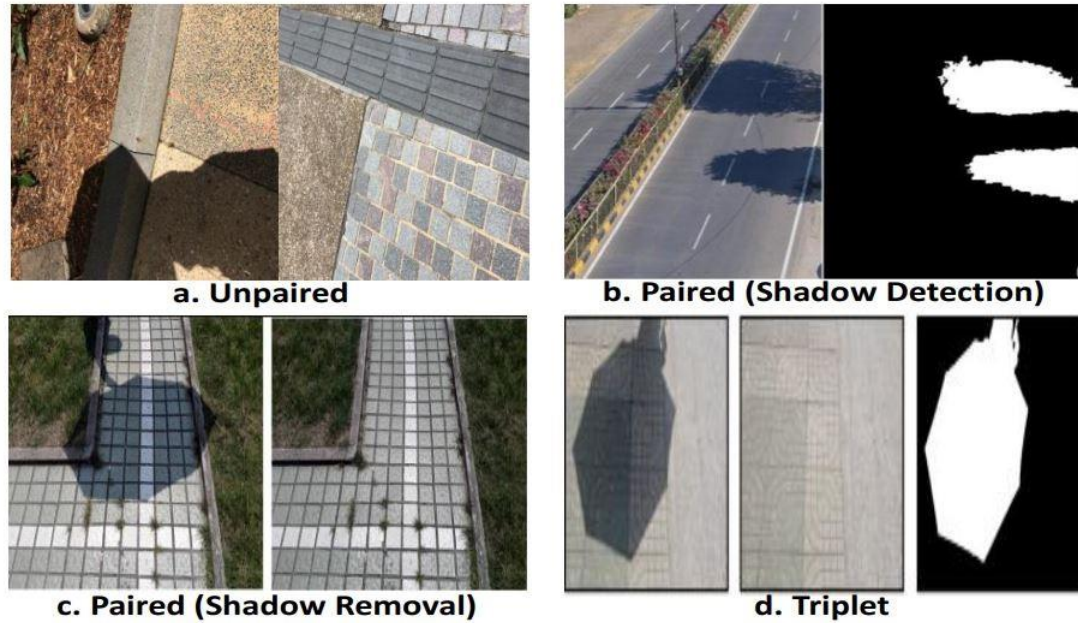 a. Unpaired
b. Paired (Shadow Detection)
c. Paired (Shadow Removal)
d. Triplet